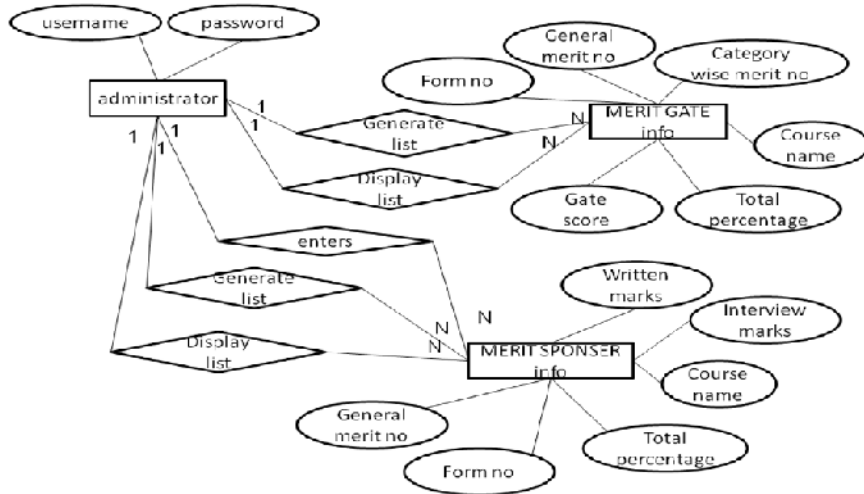 username
password
General
merit no
Category
wise merit no
Form no
administrator
1
1
Generate
list
N
MERIT GATE
info
Course
name
1
1
1
Display
list
N
Gate
score
Total
percentage
enters
Written
marks
Generate
list
Interview
marks
N
N
Display
list
N
MERIT SPONSER
info
Course
name
General
merit no
Total
percentage
Form no